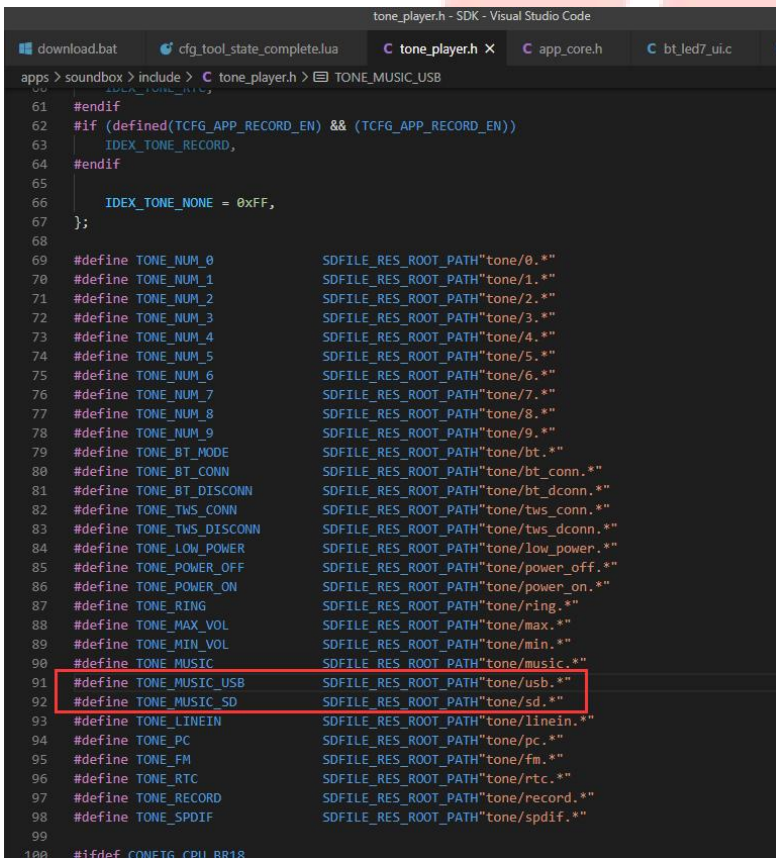 tone_player.h - SDK - Visual Studio Code
download.bat cfg_tool_state_complete.lua C tone_player.h × C app_core.h C bt_led7_ui.c
apps > soundbox > include > C tone_player.h > TONE_MUSIC_USB
60 IDEX_TONE_RTC,
61 #endif
62 #if (defined(TCFG_APP_RECORD_EN) && (TCFG_APP_RECORD_EN))
63 IDEX_TONE_RECORD,
64 #endif
65
66 IDEX_TONE_NONE = 0xFF,
67 };
68
69 #define TONE_NUM_0 SDFILE_RES_ROOT_PATH"tone/0.*"
70 #define TONE_NUM_1 SDFILE_RES_ROOT_PATH"tone/1.*"
71 #define TONE_NUM_2 SDFILE_RES_ROOT_PATH"tone/2.*"
72 #define TONE_NUM_3 SDFILE_RES_ROOT_PATH"tone/3.*"
73 #define TONE_NUM_4 SDFILE_RES_ROOT_PATH"tone/4.*"
74 #define TONE_NUM_5 SDFILE_RES_ROOT_PATH"tone/5.*"
75 #define TONE_NUM_6 SDFILE_RES_ROOT_PATH"tone/6.*"
76 #define TONE_NUM_7 SDFILE_RES_ROOT_PATH"tone/7.*"
77 #define TONE_NUM_8 SDFILE_RES_ROOT_PATH"tone/8.*"
78 #define TONE_NUM_9 SDFILE_RES_ROOT_PATH"tone/9.*"
79 #define TONE_BT_MODE SDFILE_RES_ROOT_PATH"tone/bt.*"
80 #define TONE_BT_CONN SDFILE_RES_ROOT_PATH"tone/bt_conn.*"
81 #define TONE_BT_DISCONN SDFILE_RES_ROOT_PATH"tone/bt_dconn.*"
82 #define TONE_TWS_CONN SDFILE_RES_ROOT_PATH"tone/tws_conn.*"
83 #define TONE_TWS_DISCONN SDFILE_RES_ROOT_PATH"tone/tws_dconn.*"
84 #define TONE_LOW_POWER SDFILE_RES_ROOT_PATH"tone/low_power.*"
85 #define TONE_POWER_OFF SDFILE_RES_ROOT_PATH"tone/power_off.*"
86 #define TONE_POWER_ON SDFILE_RES_ROOT_PATH"tone/power_on.*"
87 #define TONE_RING SDFILE_RES_ROOT_PATH"tone/ring.*"
88 #define TONE_MAX_VOL SDFILE_RES_ROOT_PATH"tone/max.*"
89 #define TONE_MIN_VOL SDFILE_RES_ROOT_PATH"tone/min.*"
90 #define TONE_MUSIC SDFILE_RES_ROOT_PATH"tone/music.*"
91 #define TONE_MUSIC_USB SDFILE_RES_ROOT_PATH"tone/usb.*"
92 #define TONE_MUSIC_SD SDFILE_RES_ROOT_PATH"tone/sd.*"
93 #define TONE_LINEIN SDFILE_RES_ROOT_PATH"tone/linein.*"
94 #define TONE_PC SDFILE_RES_ROOT_PATH"tone/pc.*"
95 #define TONE_FM SDFILE_RES_ROOT_PATH"tone/fm.*"
96 #define TONE_RTC SDFILE_RES_ROOT_PATH"tone/rtc.*"
97 #define TONE_RECORD SDFILE_RES_ROOT_PATH"tone/record.*"
98 #define TONE_SPDIF SDFILE_RES_ROOT_PATH"tone/spdif.*"
99
100 #ifdef CONFIG_CPU_BR18